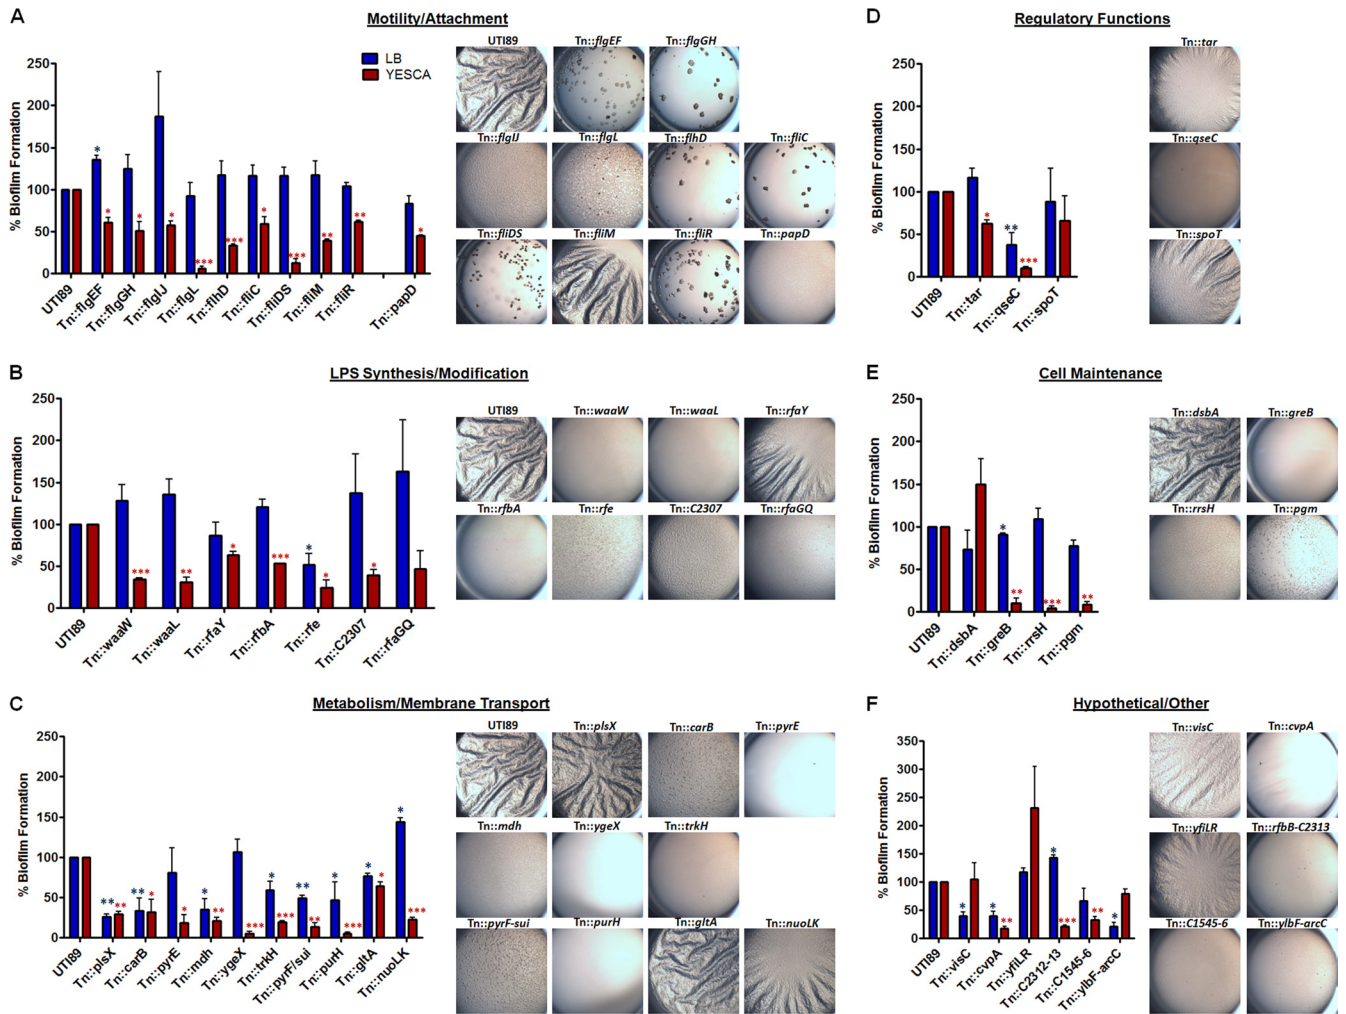 A
Motility/Attachment
% Biofilm Formation
250
200
150
100
50
0
LB
YESCA
*
*
*
*
***
***
*
***
**
**
*
UTI89
Tn::flgEF
Tn::flgGH
Tn::flgIJ
Tn::flgL
Tn::flhD
Tn::fliC
Tn::fliDS
Tn::fliM
Tn::fliR
Tn::papD
UTI89 Tn::flgEF Tn::flgGH
Tn::flgIJ Tn::flgL Tn::flhD Tn::fliC
Tn::fliDS Tn::fliM Tn::fliR Tn::papD
D
Regulatory Functions
% Biofilm Formation
250
200
150
100
50
0
*
**
***
UTI89
Tn::tar
Tn::qseC
Tn::spoT
Tn::tar
Tn::qseC
Tn::spoT
B
LPS Synthesis/Modification
% Biofilm Formation
250
200
150
100
50
0
***
**
*
***
*
*
*
UTI89
Tn::waaW
Tn::waaL
Tn::rfaY
Tn::rfbA
Tn::rfe
Tn::C2307
Tn::rfaGQ
UTI89 Tn::waaW Tn::waaL Tn::rfaY
Tn::rfbA Tn::rfe Tn::C2307 Tn::rfaGQ
E
Cell Maintenance
% Biofilm Formation
250
200
150
100
50
0
*
**
***
**
UTI89
Tn::dsbA
Tn::greB
Tn::rrsH
Tn::pgm
Tn::dsbA Tn::greB
Tn::rrsH Tn::pgm
C
Metabolism/Membrane Transport
% Biofilm Formation
250
200
150
100
50
0
**
**
**
*
*
*
**
***
*
***
**
**
***
*
*
*
***
UTI89
Tn::plsX
Tn::carB
Tn::pyrE
Tn::mdh
Tn::ygeX
Tn::trkH
Tn::pyrF/sui
Tn::purH
Tn::gltA
Tn::nuoLK
UTI89 Tn::plsX Tn::carB Tn::pyrE
Tn::mdh Tn::ygeX Tn::trkH
Tn::pyrF-sui Tn::purH Tn::gltA Tn::nuoLK
F
Hypothetical/Other
% Biofilm Formation
350
300
250
200
150
100
50
0
*
*
**
*
***
**
*
UTI89
Tn::visC
Tn::cvpA
Tn::yfiLR
Tn::C2312-13
Tn::C1545-6
Tn::ylbF-arcC
Tn::visC Tn::cvpA
Tn::yfiLR Tn::rfbB-C2313
Tn::C1545-6 Tn::ylbF-arcC